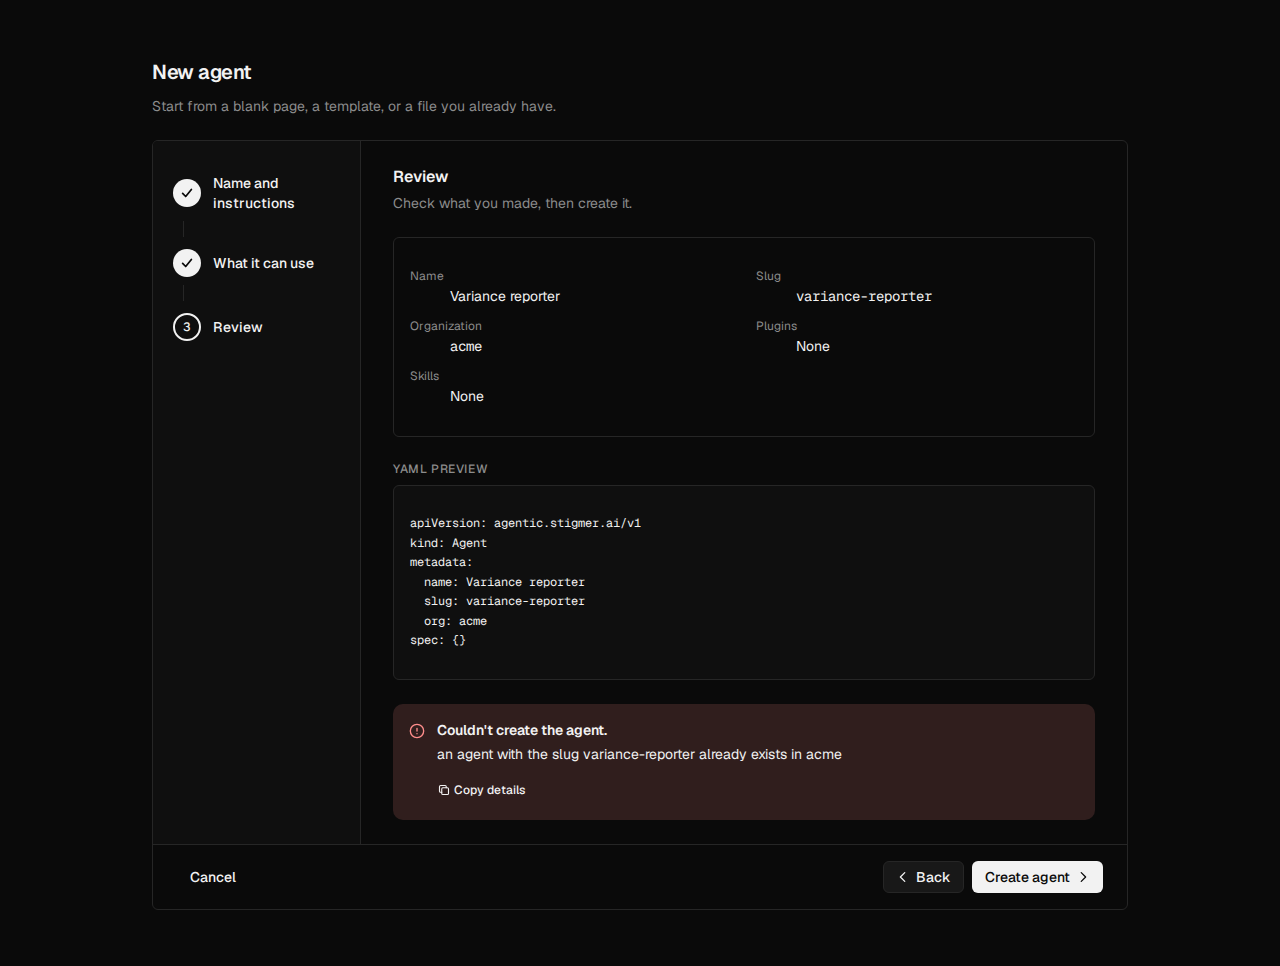 New agent
Start from a blank page, a template, or a file you already have.
Name and
instructions
What it can use
3 Review
Review
Check what you made, then create it.
Name
Variance reporter
Slug
variance-reporter
Organization
acme
Plugins
None
Skills
None
YAML PREVIEW
apiVersion: agentic.stigmer.ai/v1
kind: Agent
metadata:
  name: Variance reporter
  slug: variance-reporter
  org: acme
spec: {}
Couldn't create the agent.
an agent with the slug variance-reporter already exists in acme
Copy details
Cancel
Back
Create agent